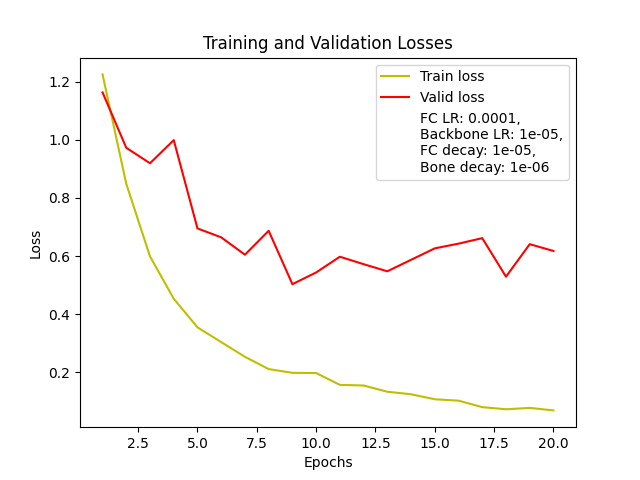 Training and Validation Losses
1.2
1.0
0.8
0.6
0.4
0.2
Loss
Train loss
Valid loss
FC LR: 0.0001,
Backbone LR: 1e-05,
FC decay: 1e-05,
Bone decay: 1e-06
2.5 5.0 7.5 10.0 12.5 15.0 17.5 20.0
Epochs